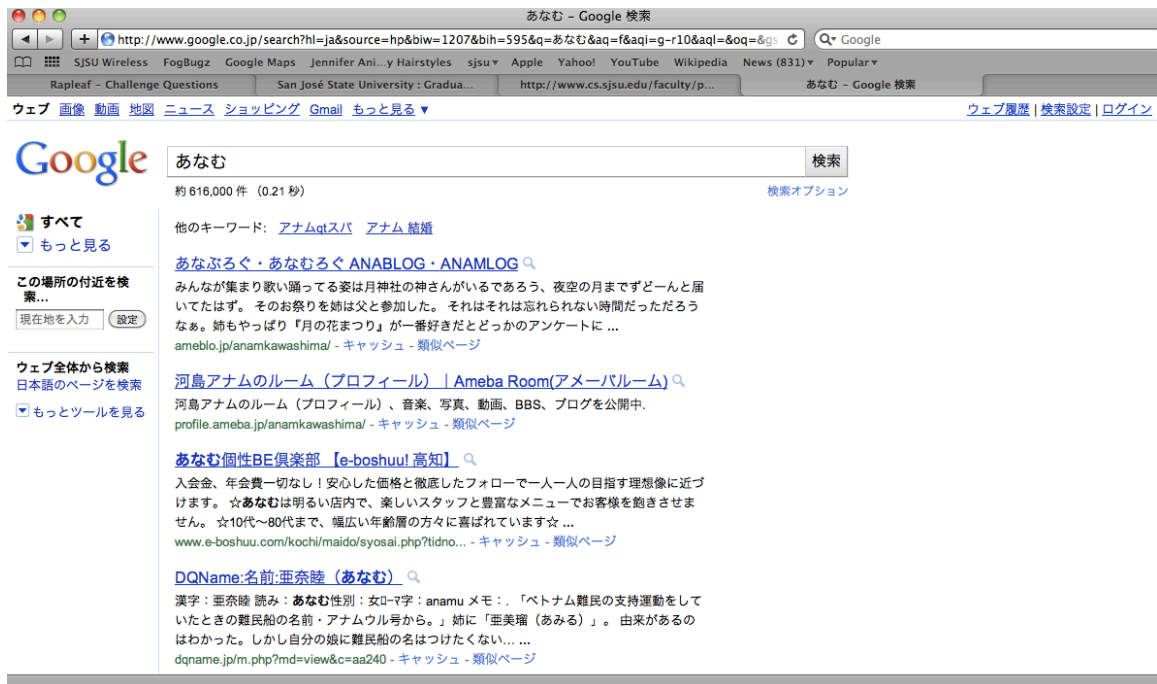 あなむ – Google 検索
http://www.google.co.jp/search?hl=ja&source=hp&biw=1207&bih=595&q=あなむ&aq=f&aqi=g-r10&aql=&oq=&gs
Google
SJSU Wireless FogBugz Google Maps Jennifer Ani...y Hairstyles sjsu Apple Yahoo! YouTube Wikipedia News (831) Popular
Rapleaf – Challenge Questions San José State University : Gradua... http://www.cs.sjsu.edu/faculty/p... あなむ – Google 検索
ウェブ 画像 動画 地図 ニュース ショッピング Gmail もっと見る ▼ ウェブ履歴 | 検索設定 | ログイン
Google
あなむ 検索
約 616,000 件 （0.21 秒） 検索オプション
すべて
もっと見る
この場所の付近を検
索...
現在地を入力 設定
ウェブ全体から検索
日本語のページを検索
もっとツールを見る
他のキーワード: アナムqtスパ アナム 結婚
あなぶろぐ・あなむろぐ ANABLOG・ANAMLOG
みんなが集まり歌い踊ってる姿は月神社の神さんがいるであろう、夜空の月まですどーんと届
いてたはず。 そのお祭りを姉は父と参加した。 それはそれは忘れられない時間だっただろう
なぁ。姉もやっぱり『月の花まつり』が一番好きだとどっかのアンケートに ...
ameblo.jp/anamkawashima/ - キャッシュ - 類似ページ
河島アナムのルーム（プロフィール）｜Ameba Room(アメーバルーム)
河島アナムのルーム（プロフィール）、音楽、写真、動画、BBS、ブログを公開中.
profile.ameba.jp/anamkawashima/ - キャッシュ - 類似ページ
あなむ個性BE倶楽部 【e-boshuu! 高知】
入会金、年会費一切なし！安心した価格と徹底したフォローで一人一人の目指す理想像に近づ
けます。 ☆あなむは明るい店内で、楽しいスタッフと豊富なメニューでお客様を飽きさせま
せん。 ☆10代～80代まで、幅広い年齢層の方々に喜ばれています☆ ...
www.e-boshuu.com/kochi/maido/syosai.php?tidno... - キャッシュ - 類似ページ
DQName:名前:亜奈睦（あなむ）
漢字：亜奈睦 読み：あなむ性別：女ﾛｰﾏ字：anamu メモ：. 「ベトナム難民の支持運動をして
いたときの難民船の名前・アナムウル号から。」姉に「亜美瑠（あみる）」。 由来があるの
はわかった。しかし自分の娘に難民船の名はつけたくない... ...
dqname.jp/m.php?md=view&c=aa240 - キャッシュ - 類似ページ